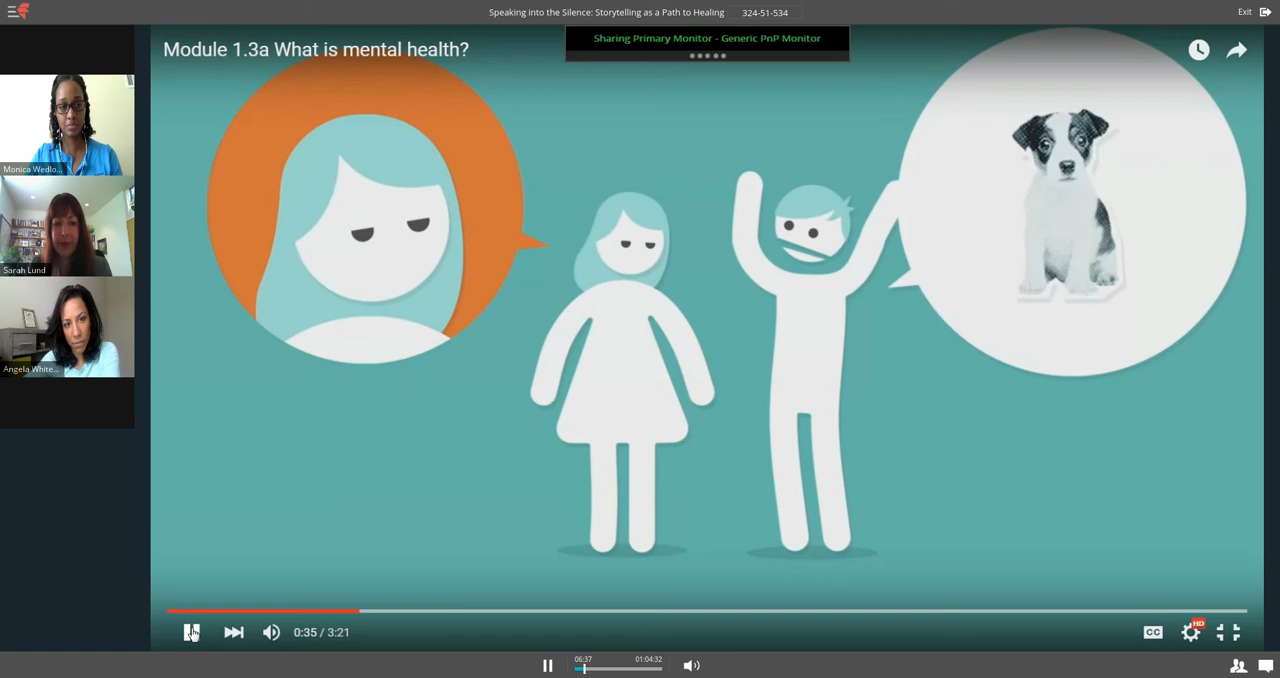 Speaking into the Silence: Storytelling as a Path to Healing 324-51-534
Exit
Module 1.3a What is mental health?
Sharing Primary Monitor - Generic PnP Monitor
Monica Wedlo...
Sarah Lund
Angela White...
0:35 / 3:21
CC
HD
06:37
01:04:32